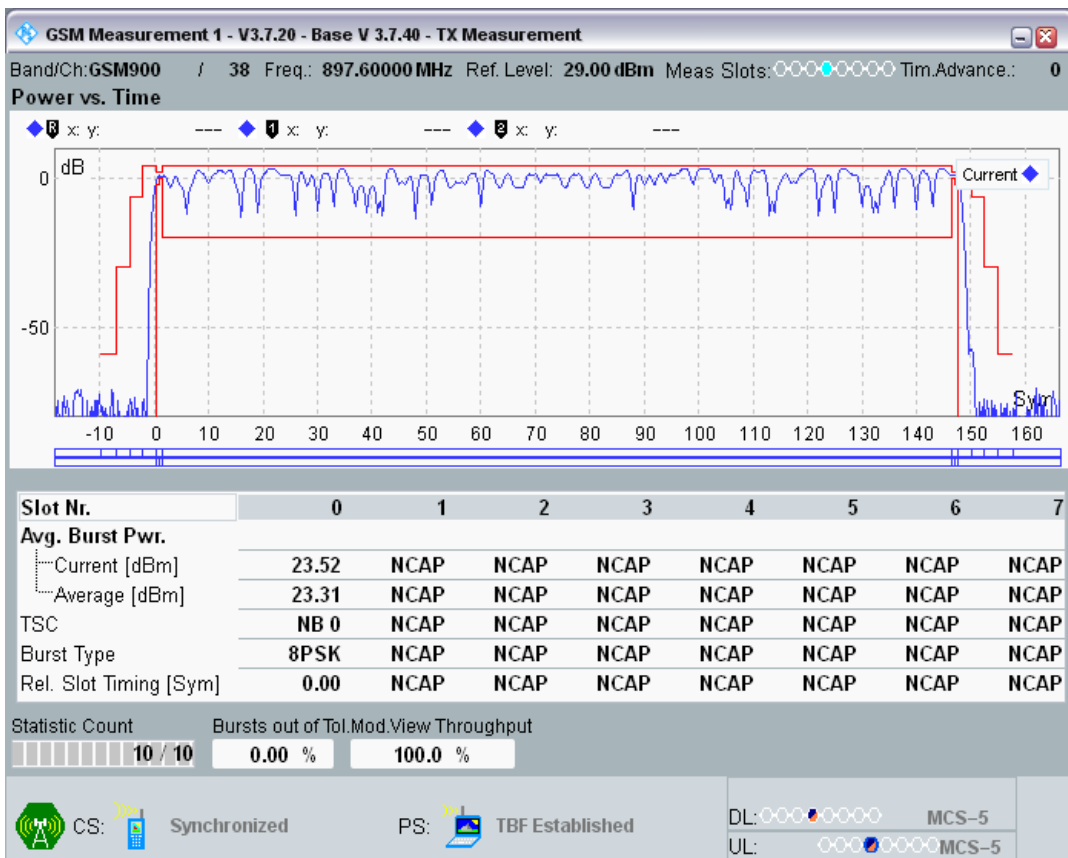 GSM Measurement 1 - V3.7.20 - Base V 3.7.40 - TX Measurement
Band/Ch:GSM900 / 38 Freq.: 897.60000 MHz Ref. Level: 29.00 dBm Meas Slots: Tim.Advance.: 0
Power vs. Time
R x: y: --- 1 x: y: --- 2 x: y: ---
dB
Current
0
-50
Sym
-10 0 10 20 30 40 50 60 70 80 90 100 110 120 130 140 150 160
Slot Nr. 0 1 2 3 4 5 6 7
Avg. Burst Pwr.
Current [dBm] 23.52 NCAP NCAP NCAP NCAP NCAP NCAP NCAP
Average [dBm] 23.31 NCAP NCAP NCAP NCAP NCAP NCAP NCAP
TSC NB 0 NCAP NCAP NCAP NCAP NCAP NCAP NCAP
Burst Type 8PSK NCAP NCAP NCAP NCAP NCAP NCAP NCAP
Rel. Slot Timing [Sym] 0.00 NCAP NCAP NCAP NCAP NCAP NCAP NCAP
Statistic Count Bursts out of Tol.Mod.View Throughput
10 / 10 0.00 % 100.0 %
CS: Synchronized PS: TBF Established
DL: MCS-5
UL: MCS-5